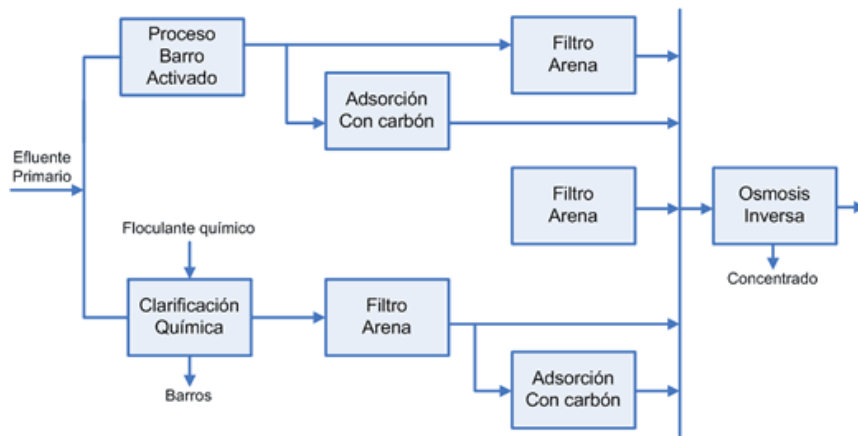 Proceso
Barro
Activado
Filtro
Arena
Adsorción
Con carbón
Efluente
Primario
Filtro
Arena
Osmosis
Inversa
Floculante químico
Concentrado
Clarificación
Química
Filtro
Arena
Adsorción
Con carbón
Barros